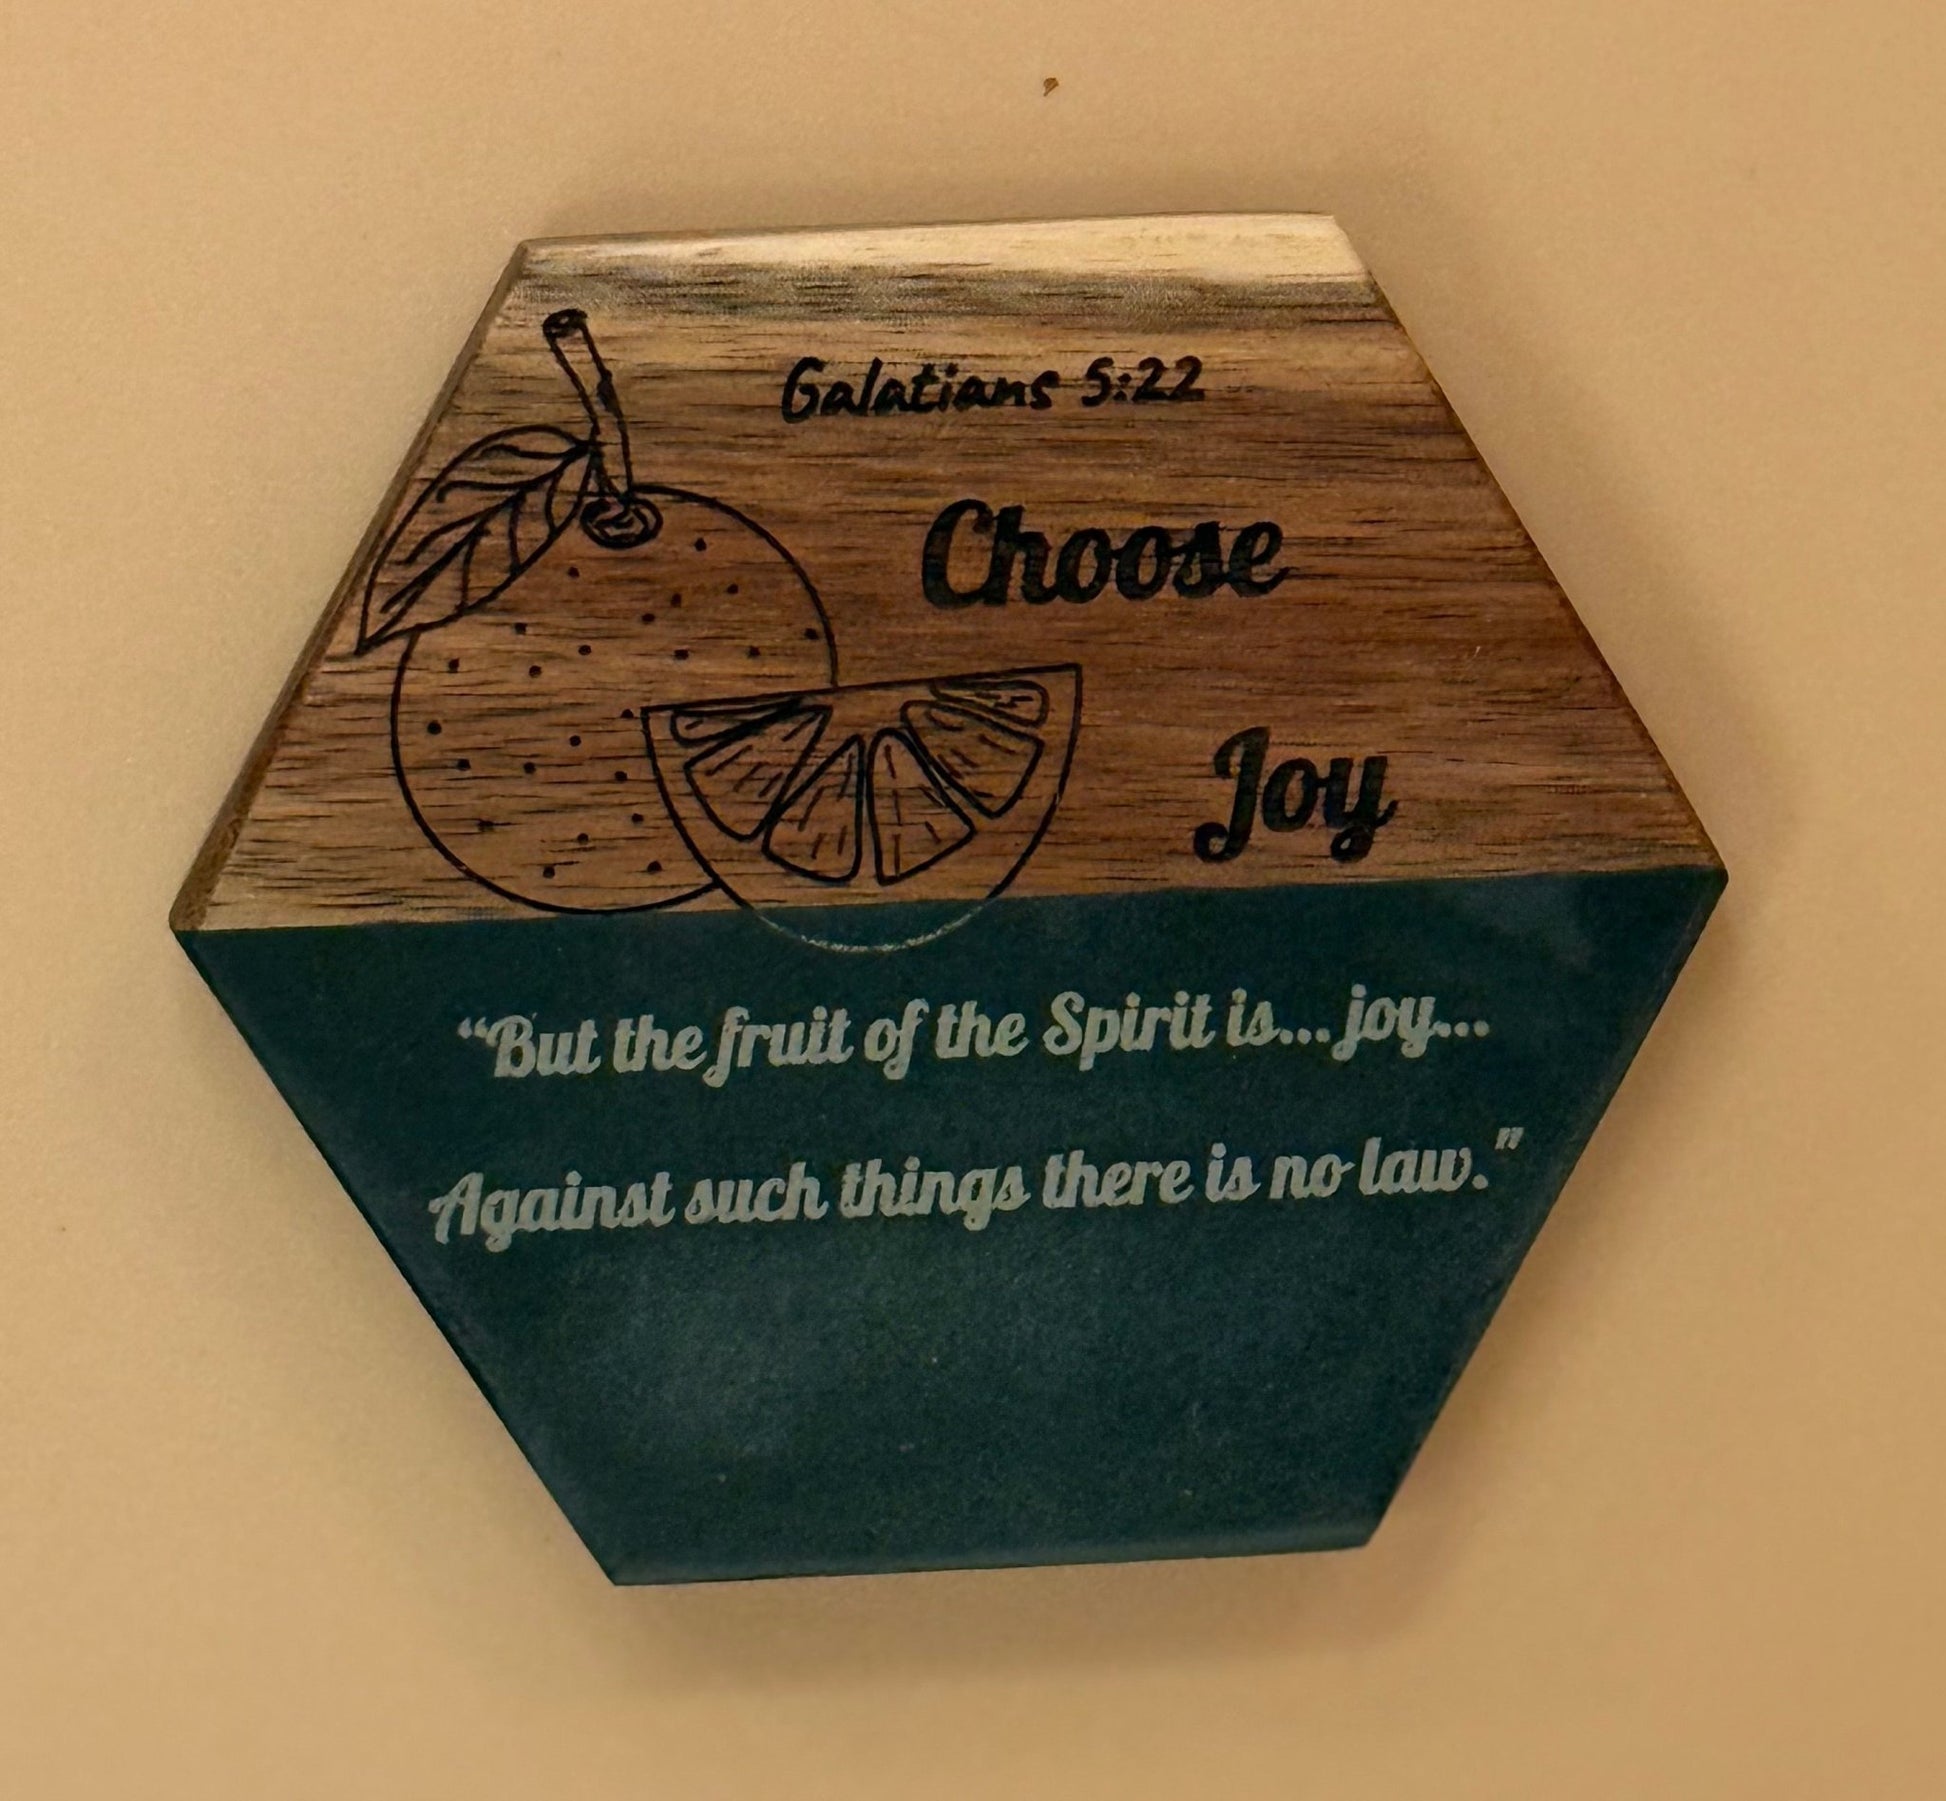 Galatians 5:22
Choose
Joy
“But the fruit of the Spirit is...joy...
Against such things there is no law."